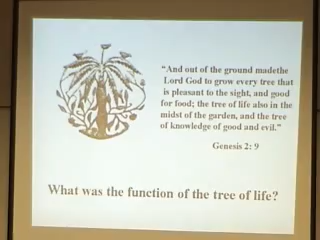 “And out of the ground madethe
Lord God to grow every tree that
is pleasant to the sight, and good
for food; the tree of life also in the
midst of the garden, and the tree
of knowledge of good and evil.”
Genesis 2: 9
What was the function of the tree of life?